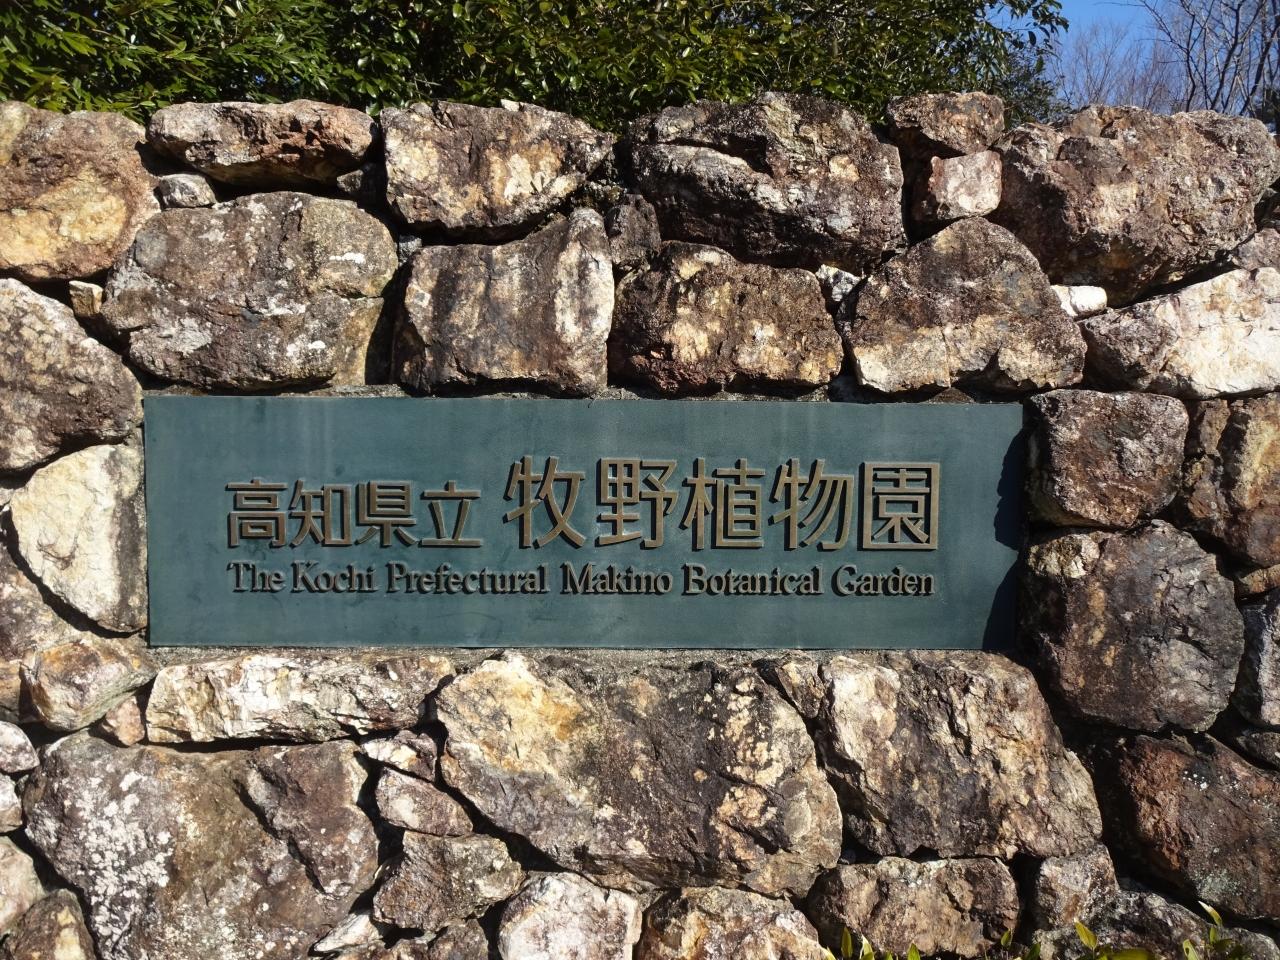 高知県立 牧野植物園
The Kochi Prefectural Makino Botanical Garden